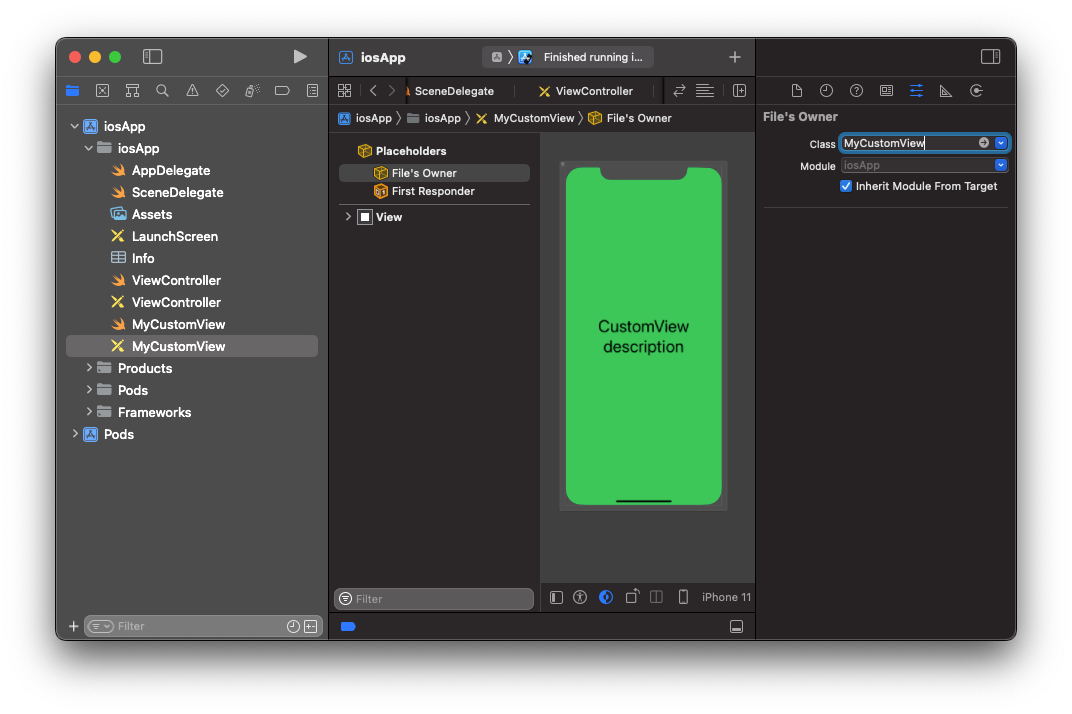 iosApp
Finished running i...
SceneDelegate
ViewController
iosApp
iosApp
MyCustomView
File's Owner
iosApp
iosApp
AppDelegate
SceneDelegate
Assets
LaunchScreen
Info
ViewController
ViewController
MyCustomView
MyCustomView
Products
Pods
Frameworks
Pods
Filter
Placeholders
File's Owner
First Responder
View
Filter
CustomView
description
iPhone 11
File's Owner
Class MyCustomView
Module iosApp
Inherit Module From Target